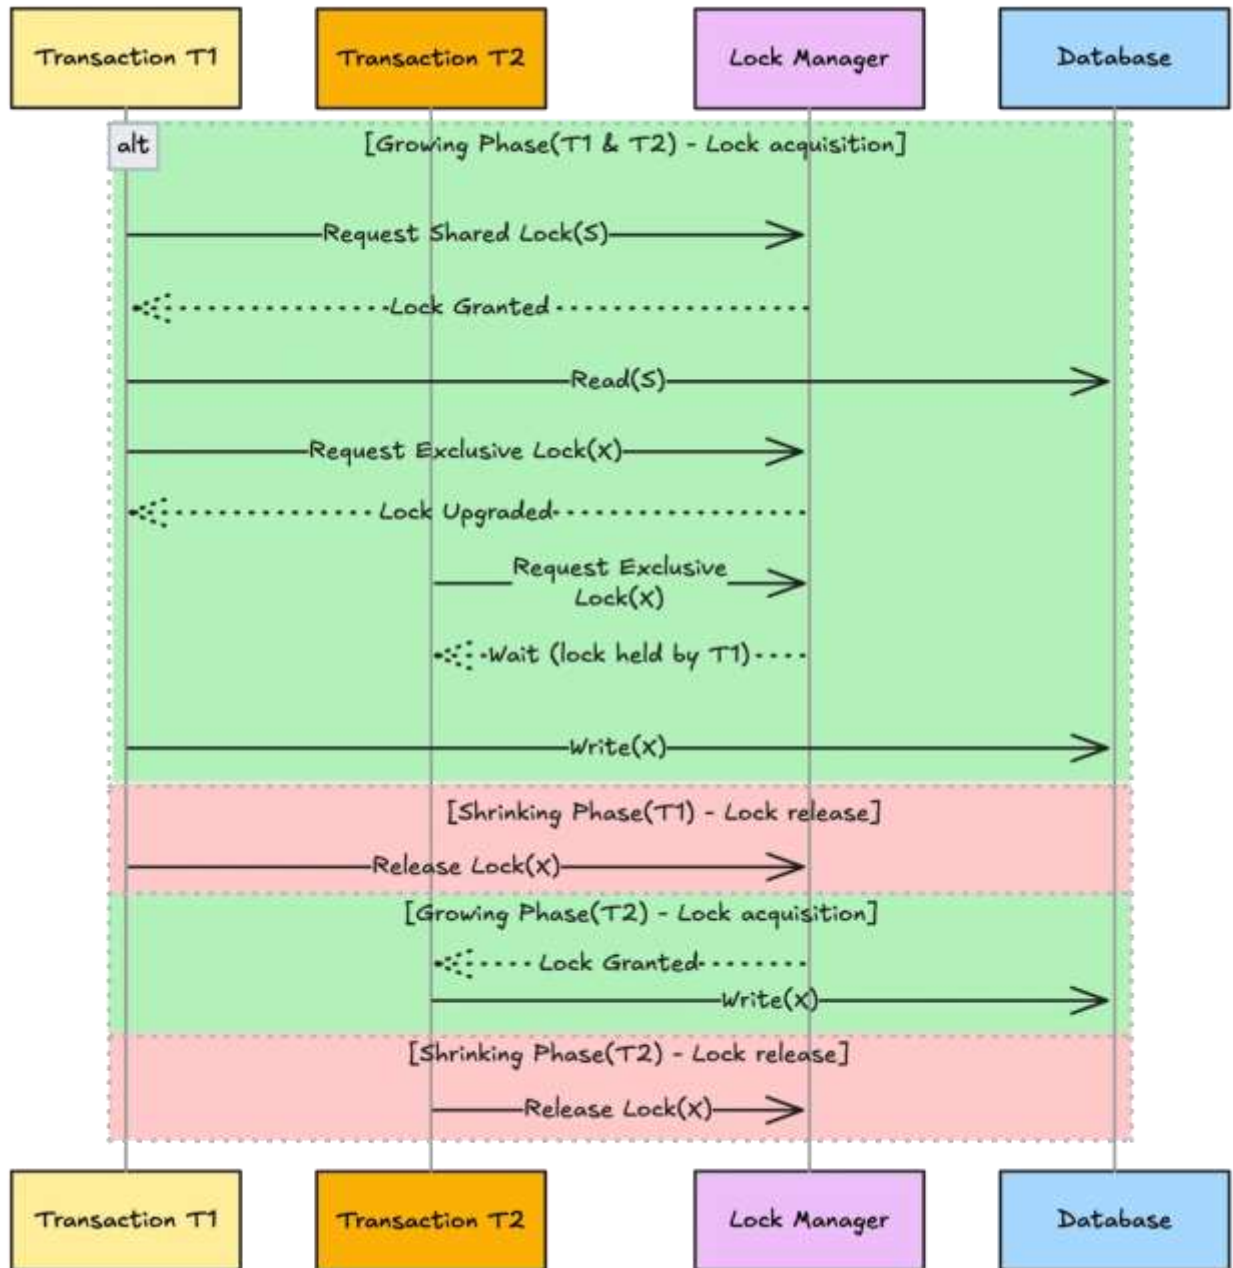 Transaction T1
Transaction T2
Lock Manager
Database
alt
[Growing Phase(T1 & T2) - Lock acquisition]
Request Shared Lock(S)
Lock Granted
Read(S)
Request Exclusive Lock(X)
Lock Upgraded
Request Exclusive
Lock(X)
Wait (lock held by T1)
Write(X)
[Shrinking Phase(T1) - Lock release]
Release Lock(X)
[Growing Phase(T2) - Lock acquisition]
Lock Granted
Write(X)
[Shrinking Phase(T2) - Lock release]
Release Lock(X)
Transaction T1
Transaction T2
Lock Manager
Database